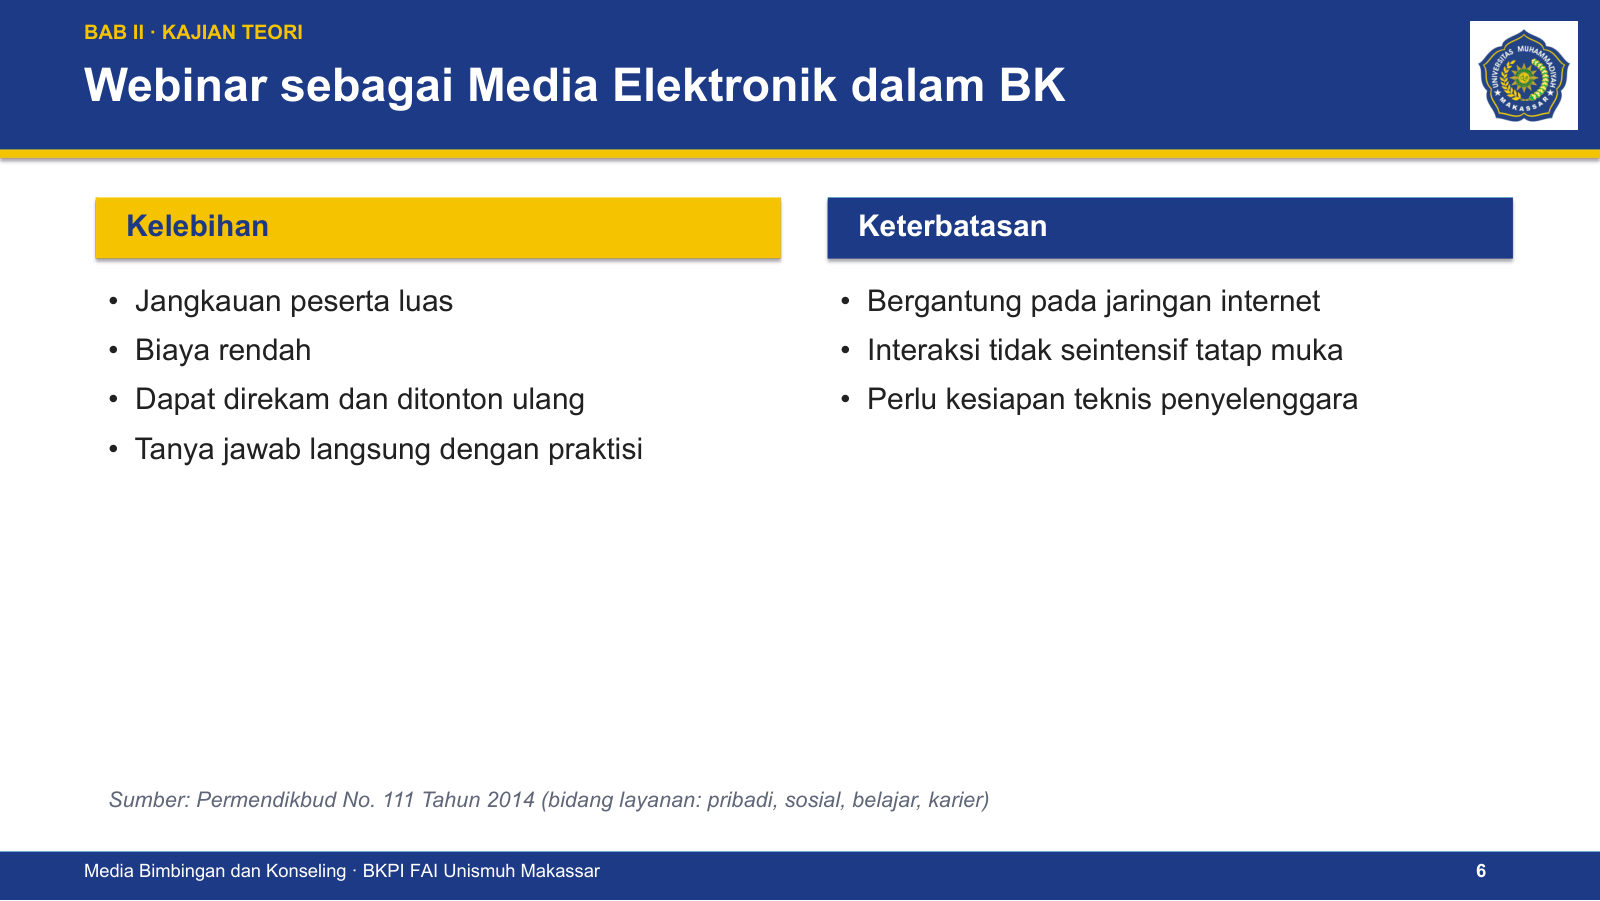 BAB II · KAJIAN TEORI
Webinar sebagai Media Elektronik dalam BK
UNIVERSITAS MUHAMMADIYAH
MAKASSAR
Kelebihan
• Jangkauan peserta luas
• Biaya rendah
• Dapat direkam dan ditonton ulang
• Tanya jawab langsung dengan praktisi
Keterbatasan
• Bergantung pada jaringan internet
• Interaksi tidak seintensif tatap muka
• Perlu kesiapan teknis penyelenggara
Sumber: Permendikbud No. 111 Tahun 2014 (bidang layanan: pribadi, sosial, belajar, karier)
Media Bimbingan dan Konseling · BKPI FAI Unismuh Makassar
6